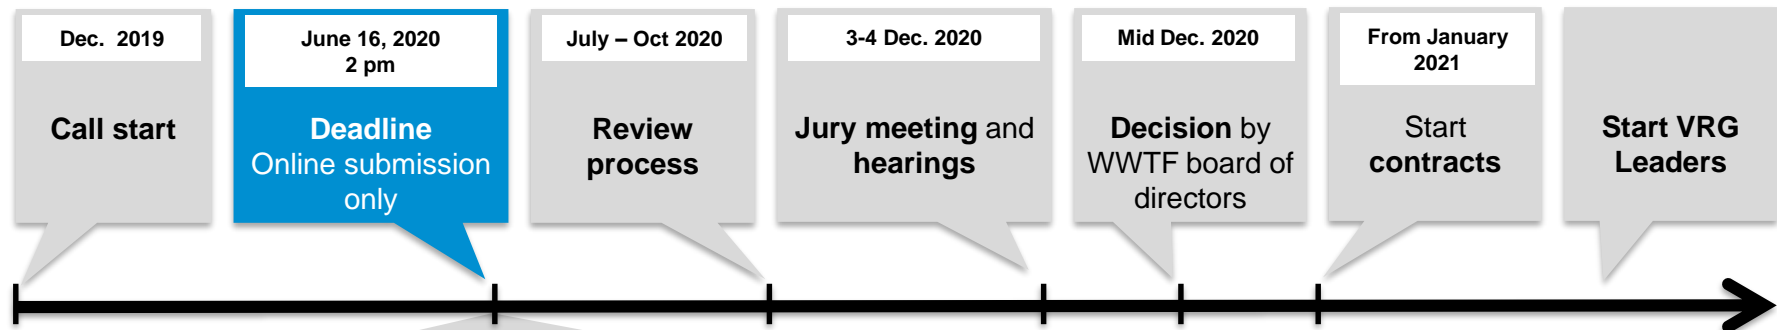 Dec. 2019
Call start
June 16, 2020
2 pm
Deadline
Online submission
only
July – Oct 2020
Review
process
3-4 Dec. 2020
Jury meeting and
hearings
Mid Dec. 2020
Decision by
WWTF board of
directors
From January
2021
Start
contracts
Start VRG
Leaders